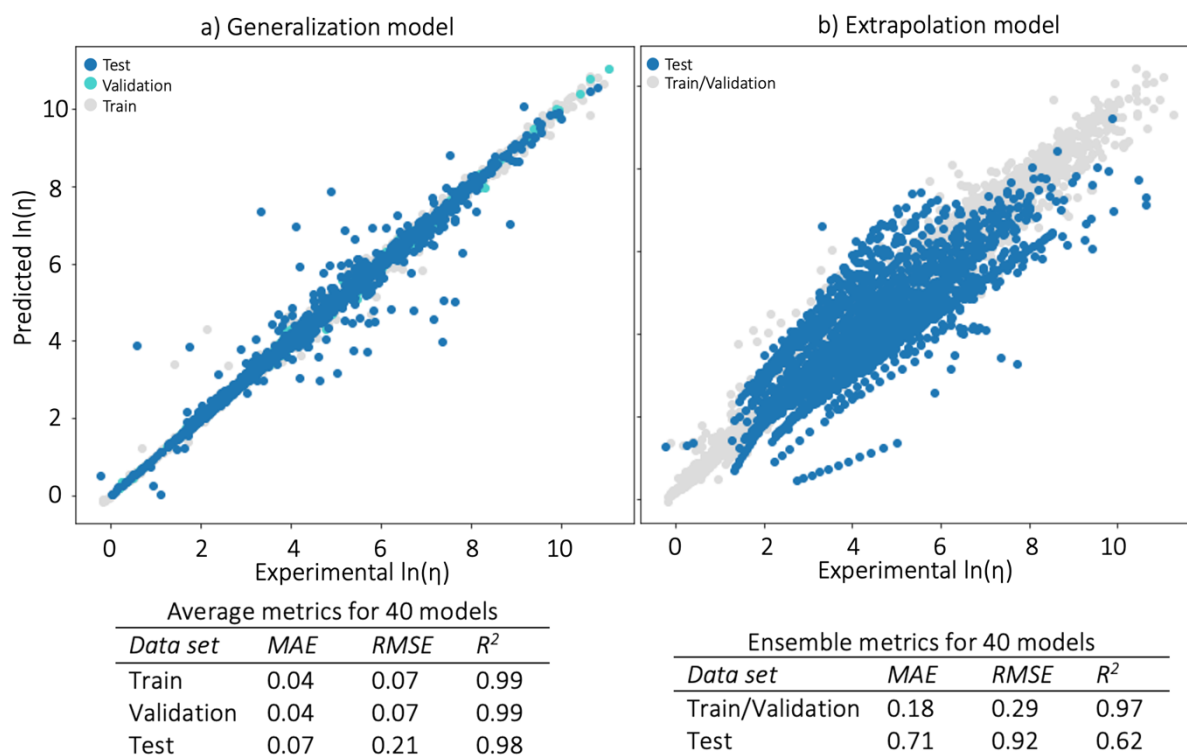 a) Generalization model
Test
Validation
Train
Predicted ln(η)
10
8
6
4
2
0
0 2 4 6 8 10
Experimental ln(η)
Average metrics for 40 models
Data set MAE RMSE R²
Train 0.04 0.07 0.99
Validation 0.04 0.07 0.99
Test 0.07 0.21 0.98
b) Extrapolation model
Test
Train/Validation
0 2 4 6 8 10
Experimental ln(η)
Ensemble metrics for 40 models
Data set MAE RMSE R²
Train/Validation 0.18 0.29 0.97
Test 0.71 0.92 0.62